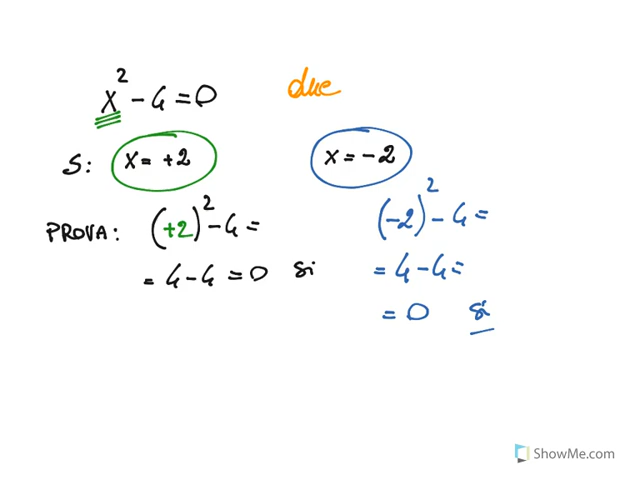 x² - 4 = 0 due
S: x = +2 x = -2
PROVA: (+2)² - 4 = (-2)² - 4 =
= 4 - 4 = 0 si = 4 - 4 =
= 0 si
ShowMe.com